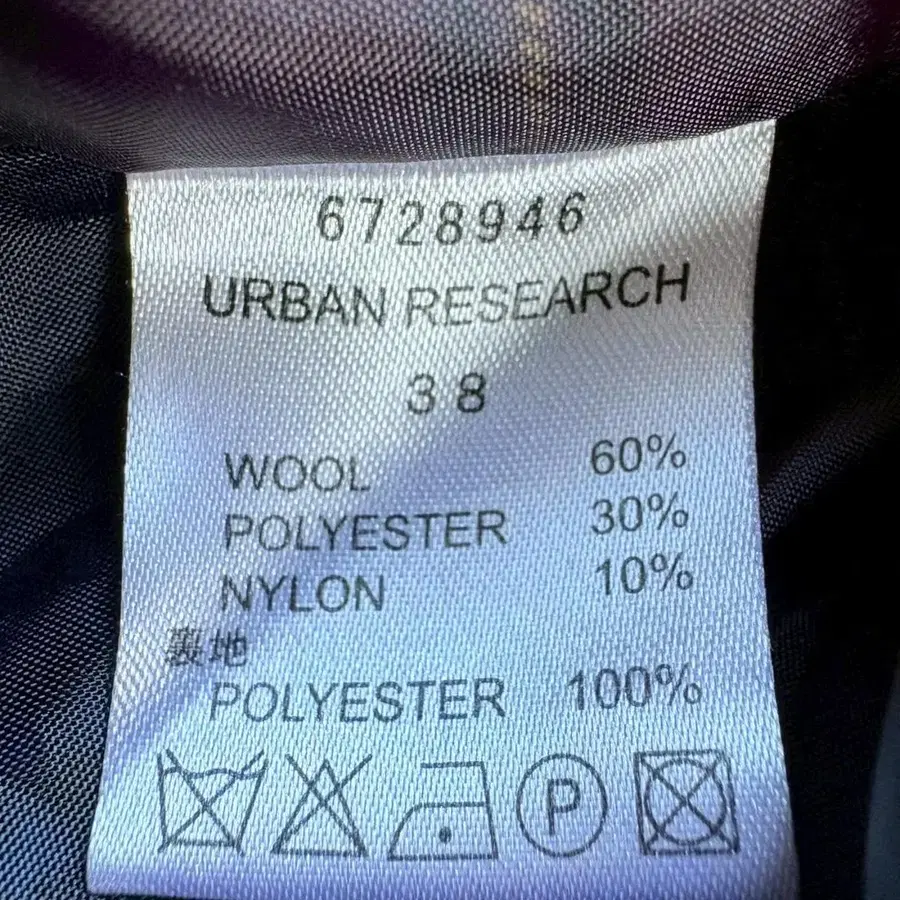 6728946
URBAN RESEARCH
38
WOOL 60%
POLYESTER 30%
NYLON 10%
裏地
POLYESTER 100%
P